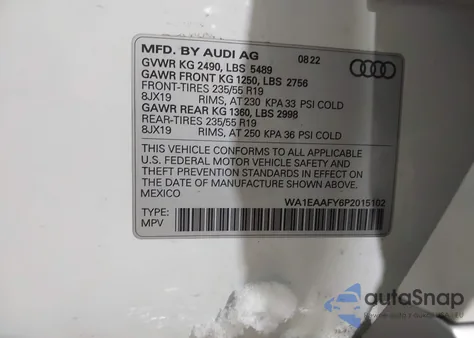 MFD. BY AUDI AG 08 22
GVWR KG 2490, LBS 5489
GAWR FRONT KG 1250, LBS 2756
FRONT-TIRES 235/55 R19
8JX19 RIMS, AT 230 KPA 33 PSI COLD
GAWR REAR KG 1360, LBS 2998
REAR-TIRES 235/55 R19
8JX19 RIMS, AT 250 KPA 36 PSI COLD
THIS VEHICLE CONFORMS TO ALL APPLICABLE
U.S. FEDERAL MOTOR VEHICLE SAFETY AND
THEFT PREVENTION STANDARDS IN EFFECT ON
THE DATE OF MANUFACTURE SHOWN ABOVE.
MEXICO WA1EAAFY6P2015102
TYPE:
MPV
autoSnap